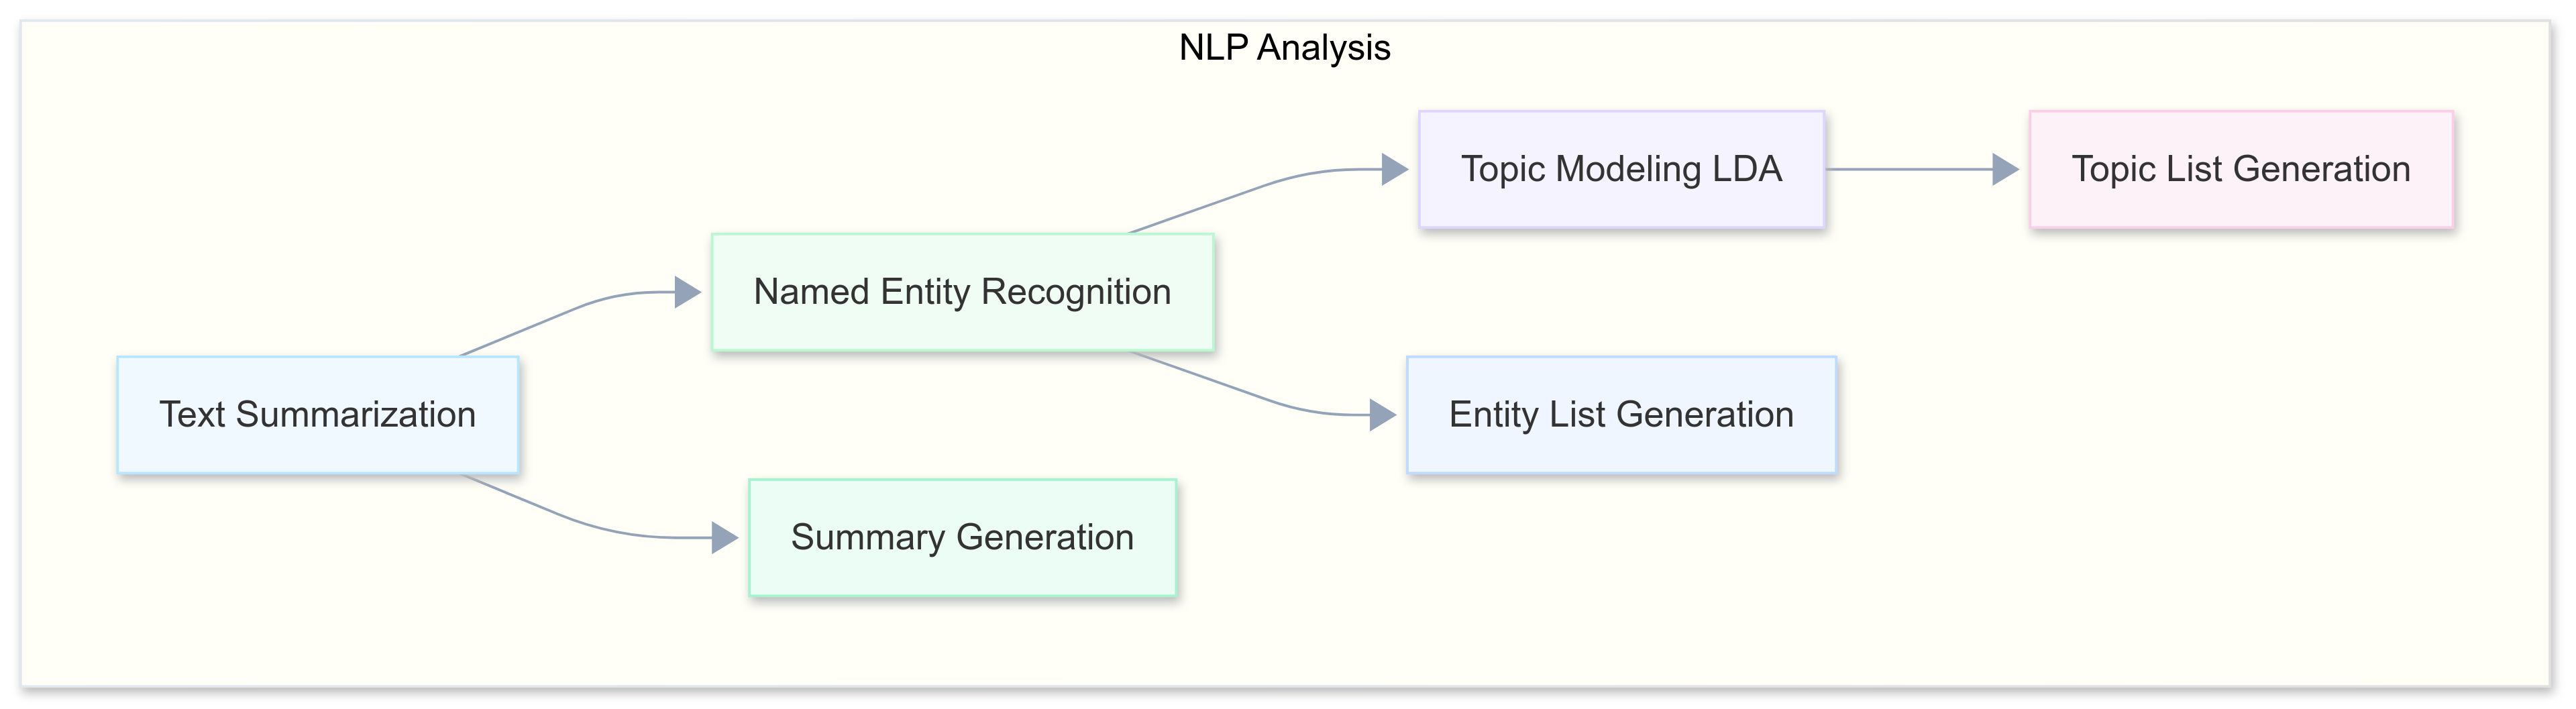 NLP Analysis
Topic Modeling LDA
Topic List Generation
Named Entity Recognition
Text Summarization
Entity List Generation
Summary Generation